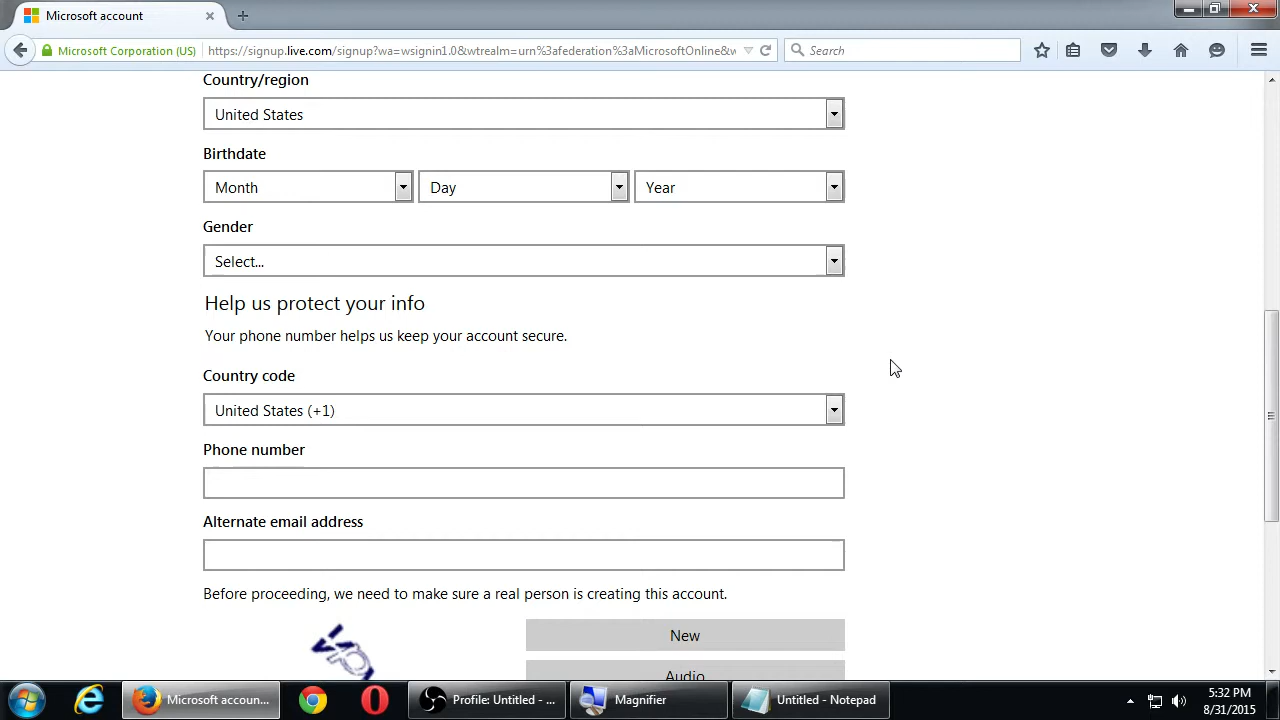 Microsoft account
Microsoft Corporation (US)
https://signup.live.com/signup?wa=wsignin1.0&wtrealm=urn%3afederation%3aMicrosoftOnline&w
Search
Country/region
United States
Birthdate
Month
Day
Year
Gender
Select...
Help us protect your info
Your phone number helps us keep your account secure.
Country code
United States (+1)
Phone number
Alternate email address
Before proceeding, we need to make sure a real person is creating this account.
New
Audio
Microsoft accoun...
Profile: Untitled - ...
Magnifier
Untitled - Notepad
5:32 PM
8/31/2015